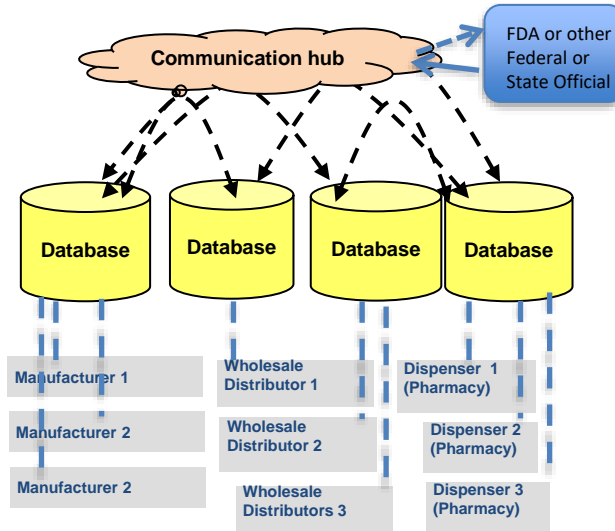 Communication hub
FDA or other
Federal or
State Official
Database
Database
Database
Database
Manufacturer 1
Manufacturer 2
Manufacturer 2
Wholesale
Distributor 1
Wholesale
Distributor 2
Wholesale
Distributors 3
Dispenser 1
(Pharmacy)
Dispenser 2
(Pharmacy)
Dispenser 3
(Pharmacy)